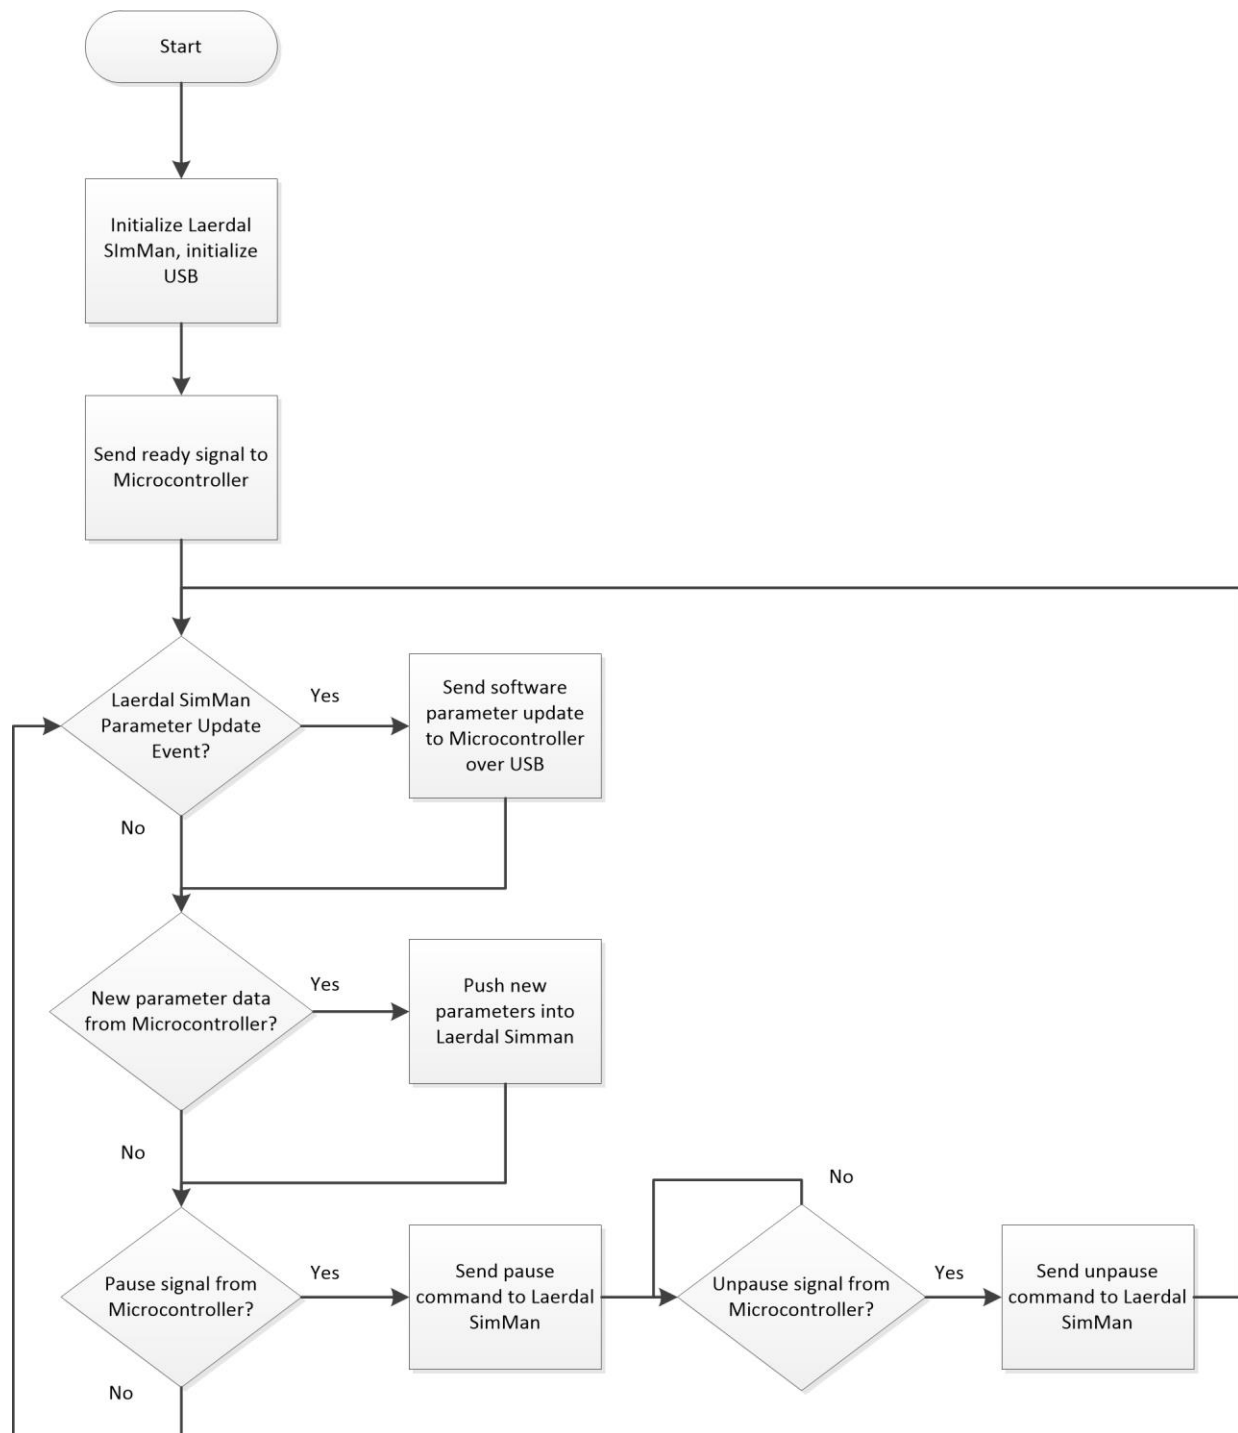 Start
Initialize Laerdal
SImMan, initialize
USB
Send ready signal to
Microcontroller
Laerdal SimMan
Parameter Update
Event?
Yes
Send software
parameter update
to Microcontroller
over USB
No
New parameter data
from Microcontroller?
Yes
Push new
parameters into
Laerdal Simman
No
Pause signal from
Microcontroller?
Yes
Send pause
command to Laerdal
SimMan
No
Unpause signal from
Microcontroller?
Yes
Send unpause
command to Laerdal
SimMan
No